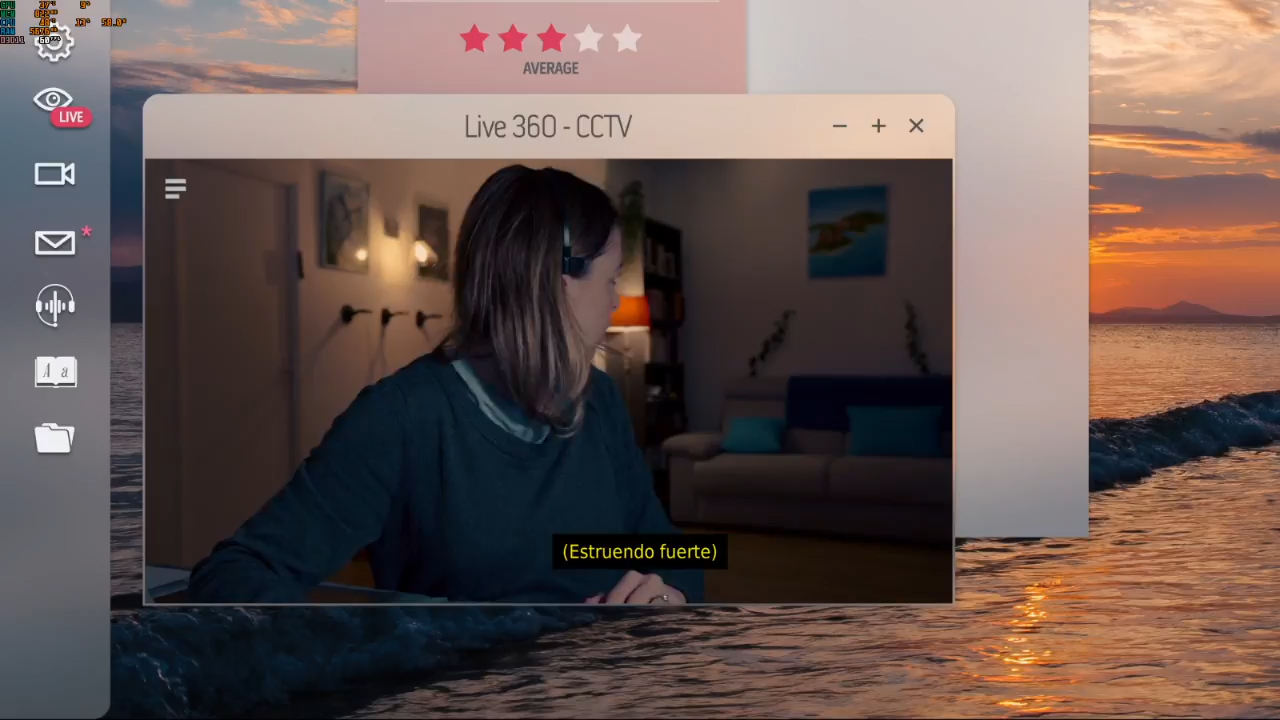 AVERAGE
LIVE
Live 360 - CCTV
A a
(Estruendo fuerte)